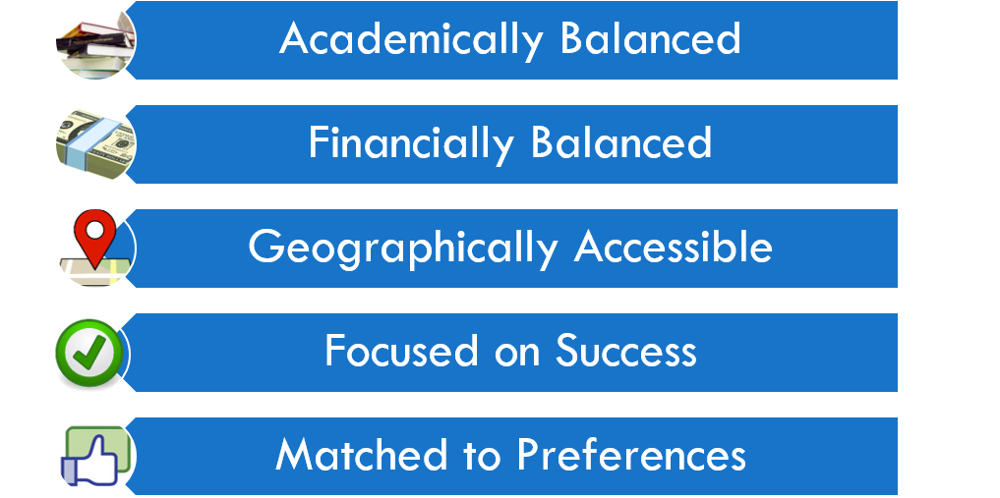 Academically Balanced
Financially Balanced
Geographically Accessible
Focused on Success
Matched to Preferences